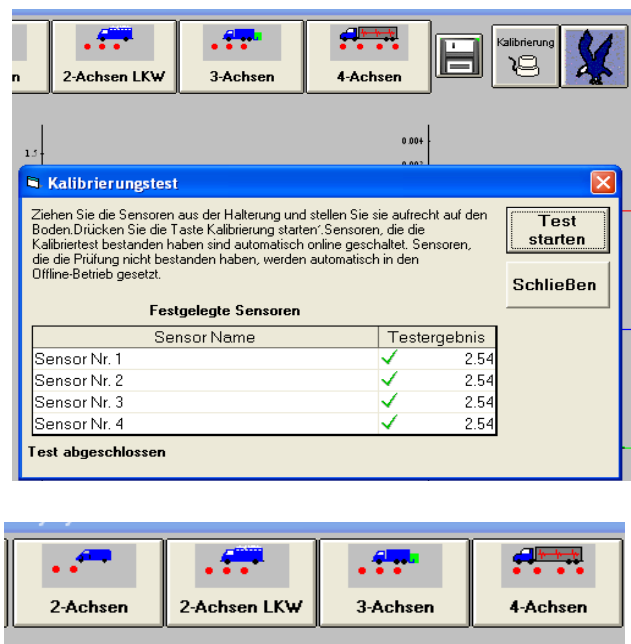 n
2-Achsen LKW
3-Achsen
4-Achsen
Kalibrierung
0.004
1.5
Kalibrierungstest
Ziehen Sie die Sensoren aus der Halterung und stellen Sie sie aufrecht auf den
Boden.Drücken Sie die Taste Kalibrierung starten´.Sensoren, die die
Kalibriertest bestanden haben sind automatisch online geschaltet. Sensoren,
die die Prüfung nicht bestanden haben, werden automatisch in den
Offline-Betrieb gesetzt.
Test
starten
Schließen
Festgelegte Sensoren
Sensor Name Testergebnis
Sensor Nr. 1 ✓ 2.54
Sensor Nr. 2 ✓ 2.54
Sensor Nr. 3 ✓ 2.54
Sensor Nr. 4 ✓ 2.54
Test abgeschlossen
2-Achsen
2-Achsen LKW
3-Achsen
4-Achsen